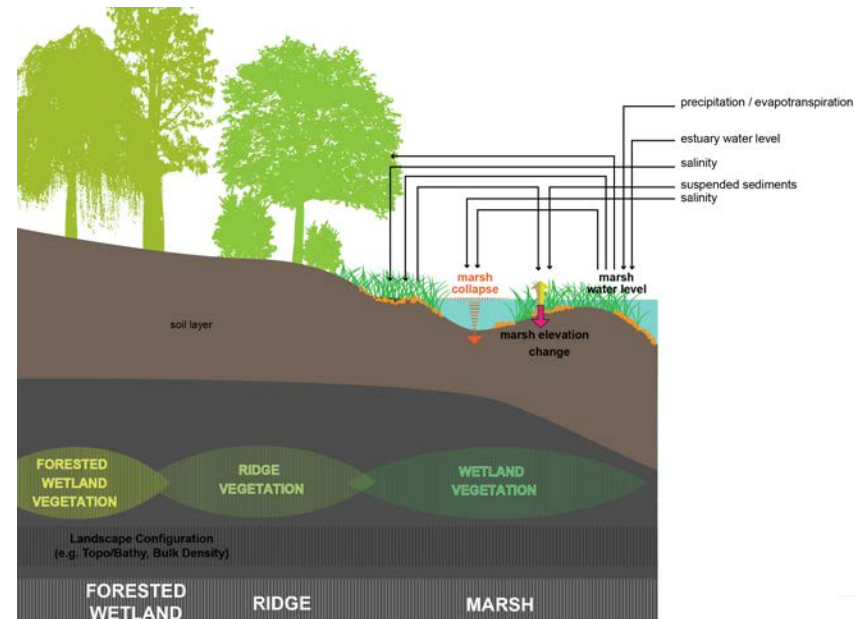 precipitation / evapotranspiration
estuary water level
salinity
suspended sediments
salinity
marsh
collapse
marsh
water level
soil layer
marsh elevation
change
FORESTED
WETLAND
VEGETATION
RIDGE
VEGETATION
WETLAND
VEGETATION
Landscape Configuration
(e.g. Topo/Bathy, Bulk Density)
FORESTED
WETLAND
RIDGE
MARSH